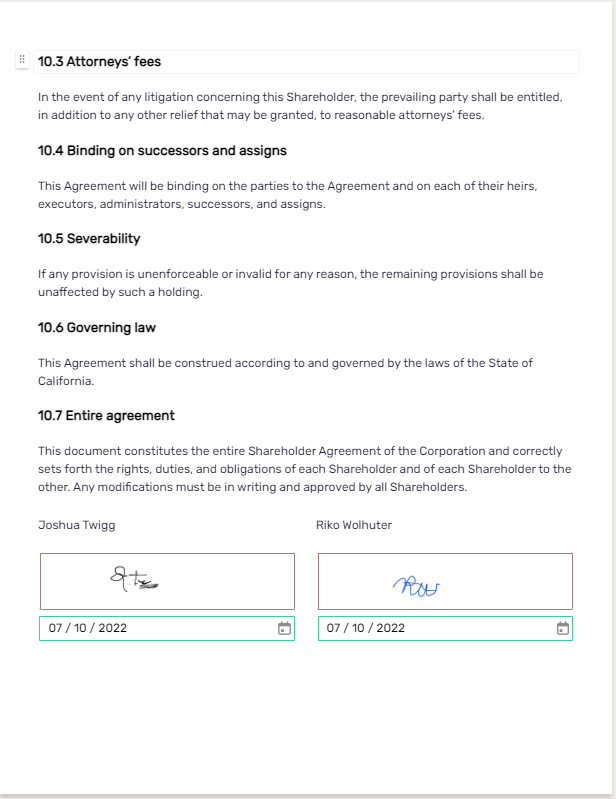 10.3 Attorneys’ fees
In the event of any litigation concerning this Shareholder, the prevailing party shall be entitled,
in addition to any other relief that may be granted, to reasonable attorneys’ fees.
10.4 Binding on successors and assigns
This Agreement will be binding on the parties to the Agreement and on each of their heirs,
executors, administrators, successors, and assigns.
10.5 Severability
If any provision is unenforceable or invalid for any reason, the remaining provisions shall be
unaffected by such a holding.
10.6 Governing law
This Agreement shall be construed according to and governed by the laws of the State of
California.
10.7 Entire agreement
This document constitutes the entire Shareholder Agreement of the Corporation and correctly
sets forth the rights, duties, and obligations of each Shareholder and of each Shareholder to the
other. Any modifications must be in writing and approved by all Shareholders.
Joshua Twigg Riko Wolhuter
07 / 10 / 2022 07 / 10 / 2022